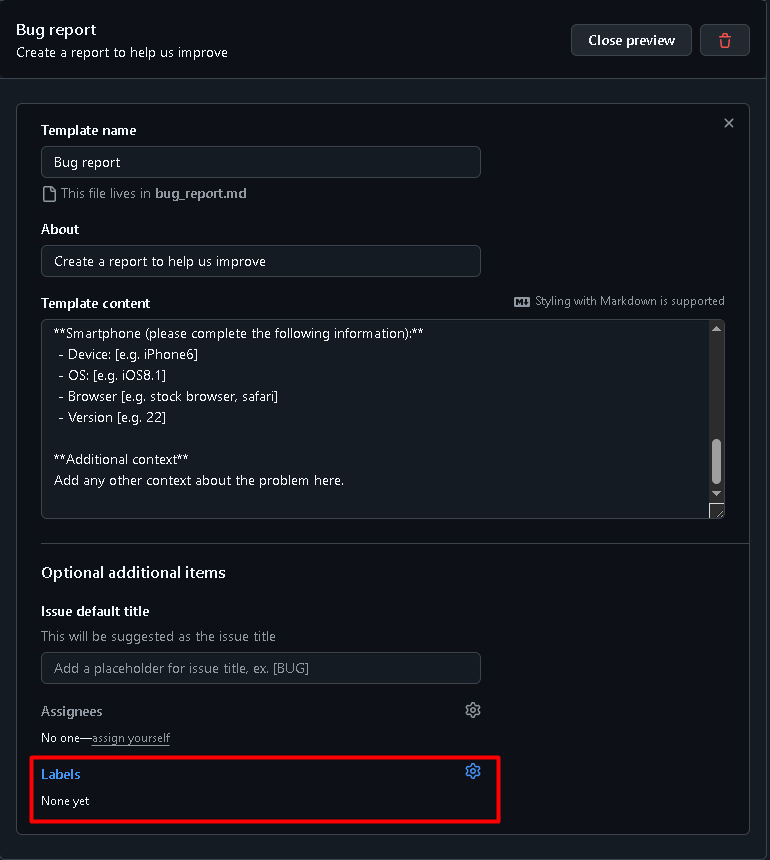 Bug report
Create a report to help us improve
Close preview
Template name
Bug report
This file lives in bug_report.md
About
Create a report to help us improve
Template content
Styling with Markdown is supported
**Smartphone (please complete the following information):**
- Device: [e.g. iPhone6]
- OS: [e.g. iOS8.1]
- Browser [e.g. stock browser, safari]
- Version [e.g. 22]
**Additional context**
Add any other context about the problem here.
Optional additional items
Issue default title
This will be suggested as the issue title
Add a placeholder for issue title, ex. [BUG]
Assignees
No one—assign yourself
Labels
None yet